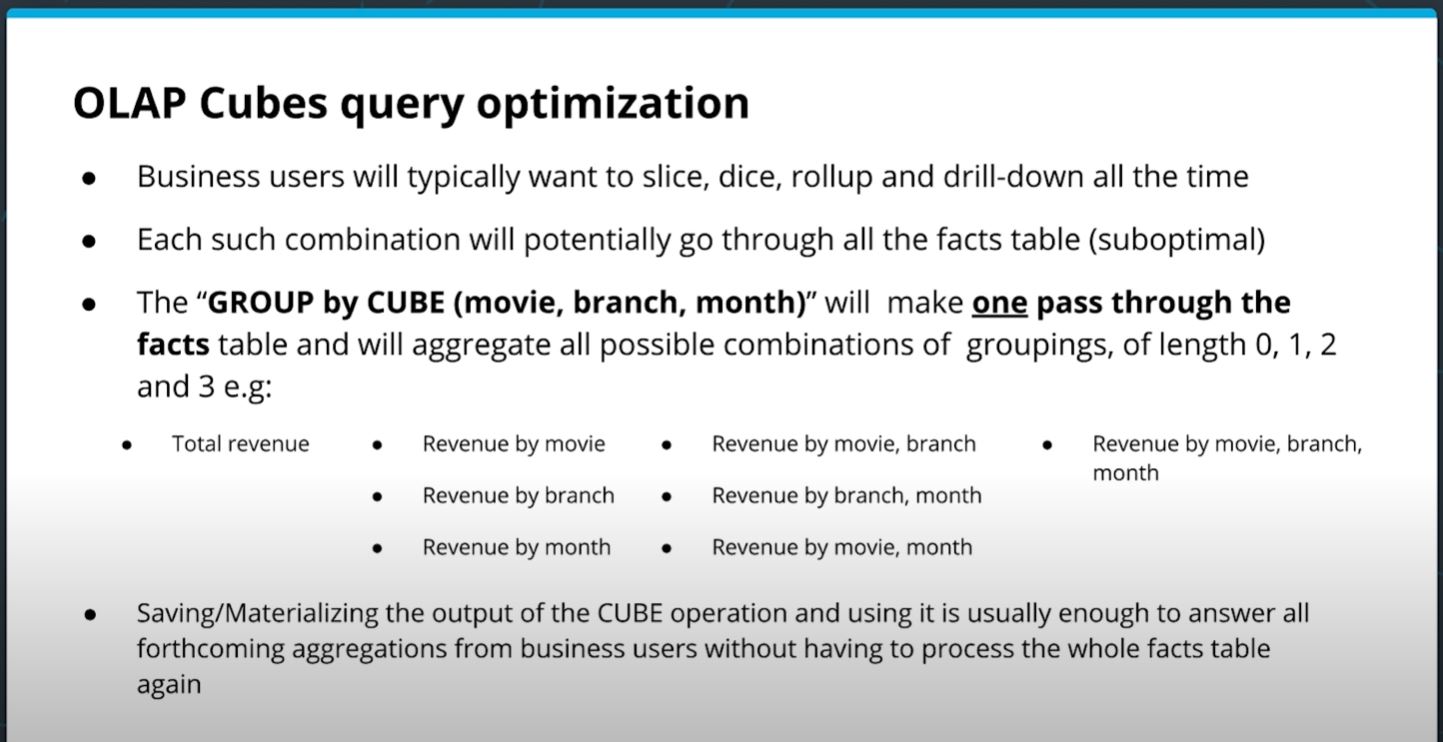 OLAP Cubes query optimization
● Business users will typically want to slice, dice, rollup and drill-down all the time
● Each such combination will potentially go through all the facts table (suboptimal)
● The “GROUP by CUBE (movie, branch, month)” will make one pass through the
facts table and will aggregate all possible combinations of groupings, of length 0, 1, 2
and 3 e.g:
● Total revenue
● Revenue by movie
● Revenue by branch
● Revenue by month
● Revenue by movie, branch
● Revenue by branch, month
● Revenue by movie, month
● Revenue by movie, branch,
month
● Saving/Materializing the output of the CUBE operation and using it is usually enough to answer all
forthcoming aggregations from business users without having to process the whole facts table
again